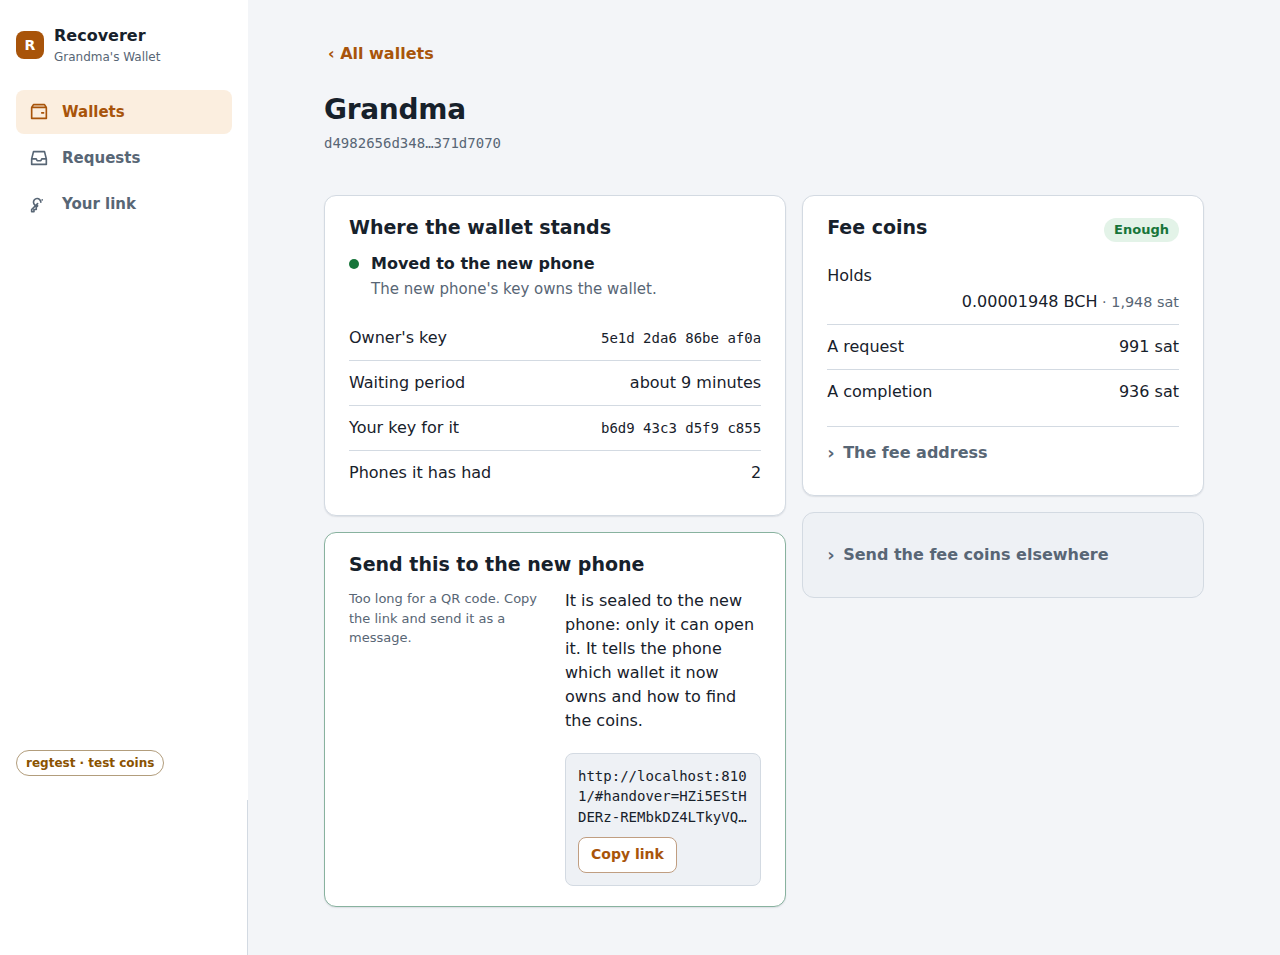 R
Recoverer
Grandma's Wallet
Wallets
Requests
Your link
regtest · test coins
‹ All wallets
Grandma
d4982656d348…371d7070
Where the wallet stands
Moved to the new phone
The new phone's key owns the wallet.
Owner's key 5e1d 2da6 86be af0a
Waiting period about 9 minutes
Your key for it b6d9 43c3 d5f9 c855
Phones it has had 2
Send this to the new phone
Too long for a QR code. Copy
the link and send it as a
message.
It is sealed to the new
phone: only it can open
it. It tells the phone
which wallet it now
owns and how to find
the coins.
http://localhost:810
1/#handover=HZi5EStH
DERz-REMbkDZ4LTkyVQ…
Copy link
Fee coins Enough
Holds
0.00001948 BCH · 1,948 sat
A request 991 sat
A completion 936 sat
› The fee address
› Send the fee coins elsewhere